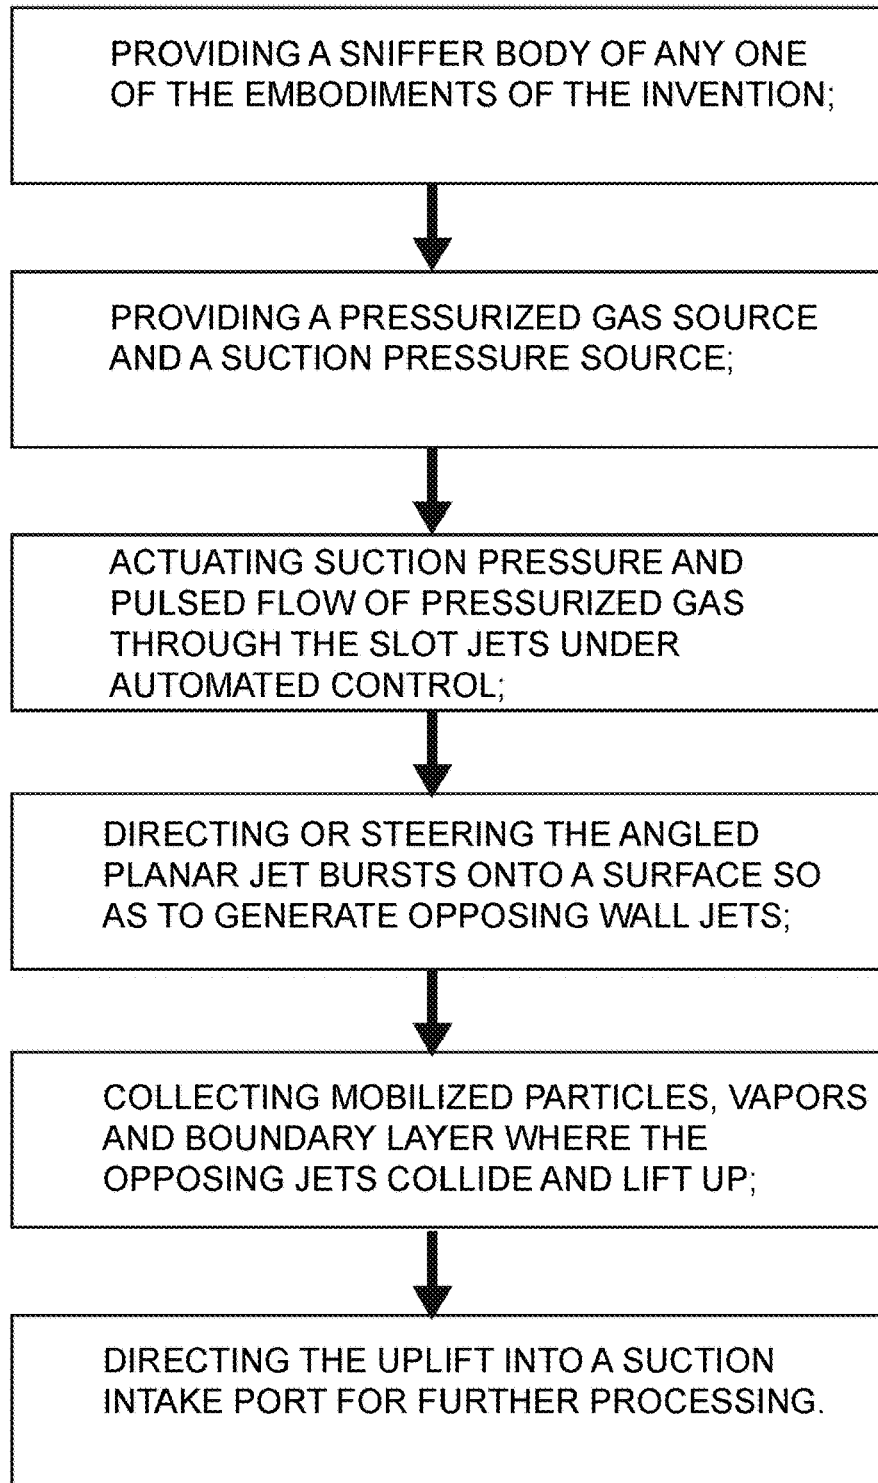 PROVIDING A SNIFFER BODY OF ANY ONE
OF THE EMBODIMENTS OF THE INVENTION;
PROVIDING A PRESSURIZED GAS SOURCE
AND A SUCTION PRESSURE SOURCE;
ACTUATING SUCTION PRESSURE AND
PULSED FLOW OF PRESSURIZED GAS
THROUGH THE SLOT JETS UNDER
AUTOMATED CONTROL;
DIRECTING OR STEERING THE ANGLED
PLANAR JET BURSTS ONTO A SURFACE SO
AS TO GENERATE OPPOSING WALL JETS;
COLLECTING MOBILIZED PARTICLES, VAPORS
AND BOUNDARY LAYER WHERE THE
OPPOSING JETS COLLIDE AND LIFT UP;
DIRECTING THE UPLIFT INTO A SUCTION
INTAKE PORT FOR FURTHER PROCESSING.